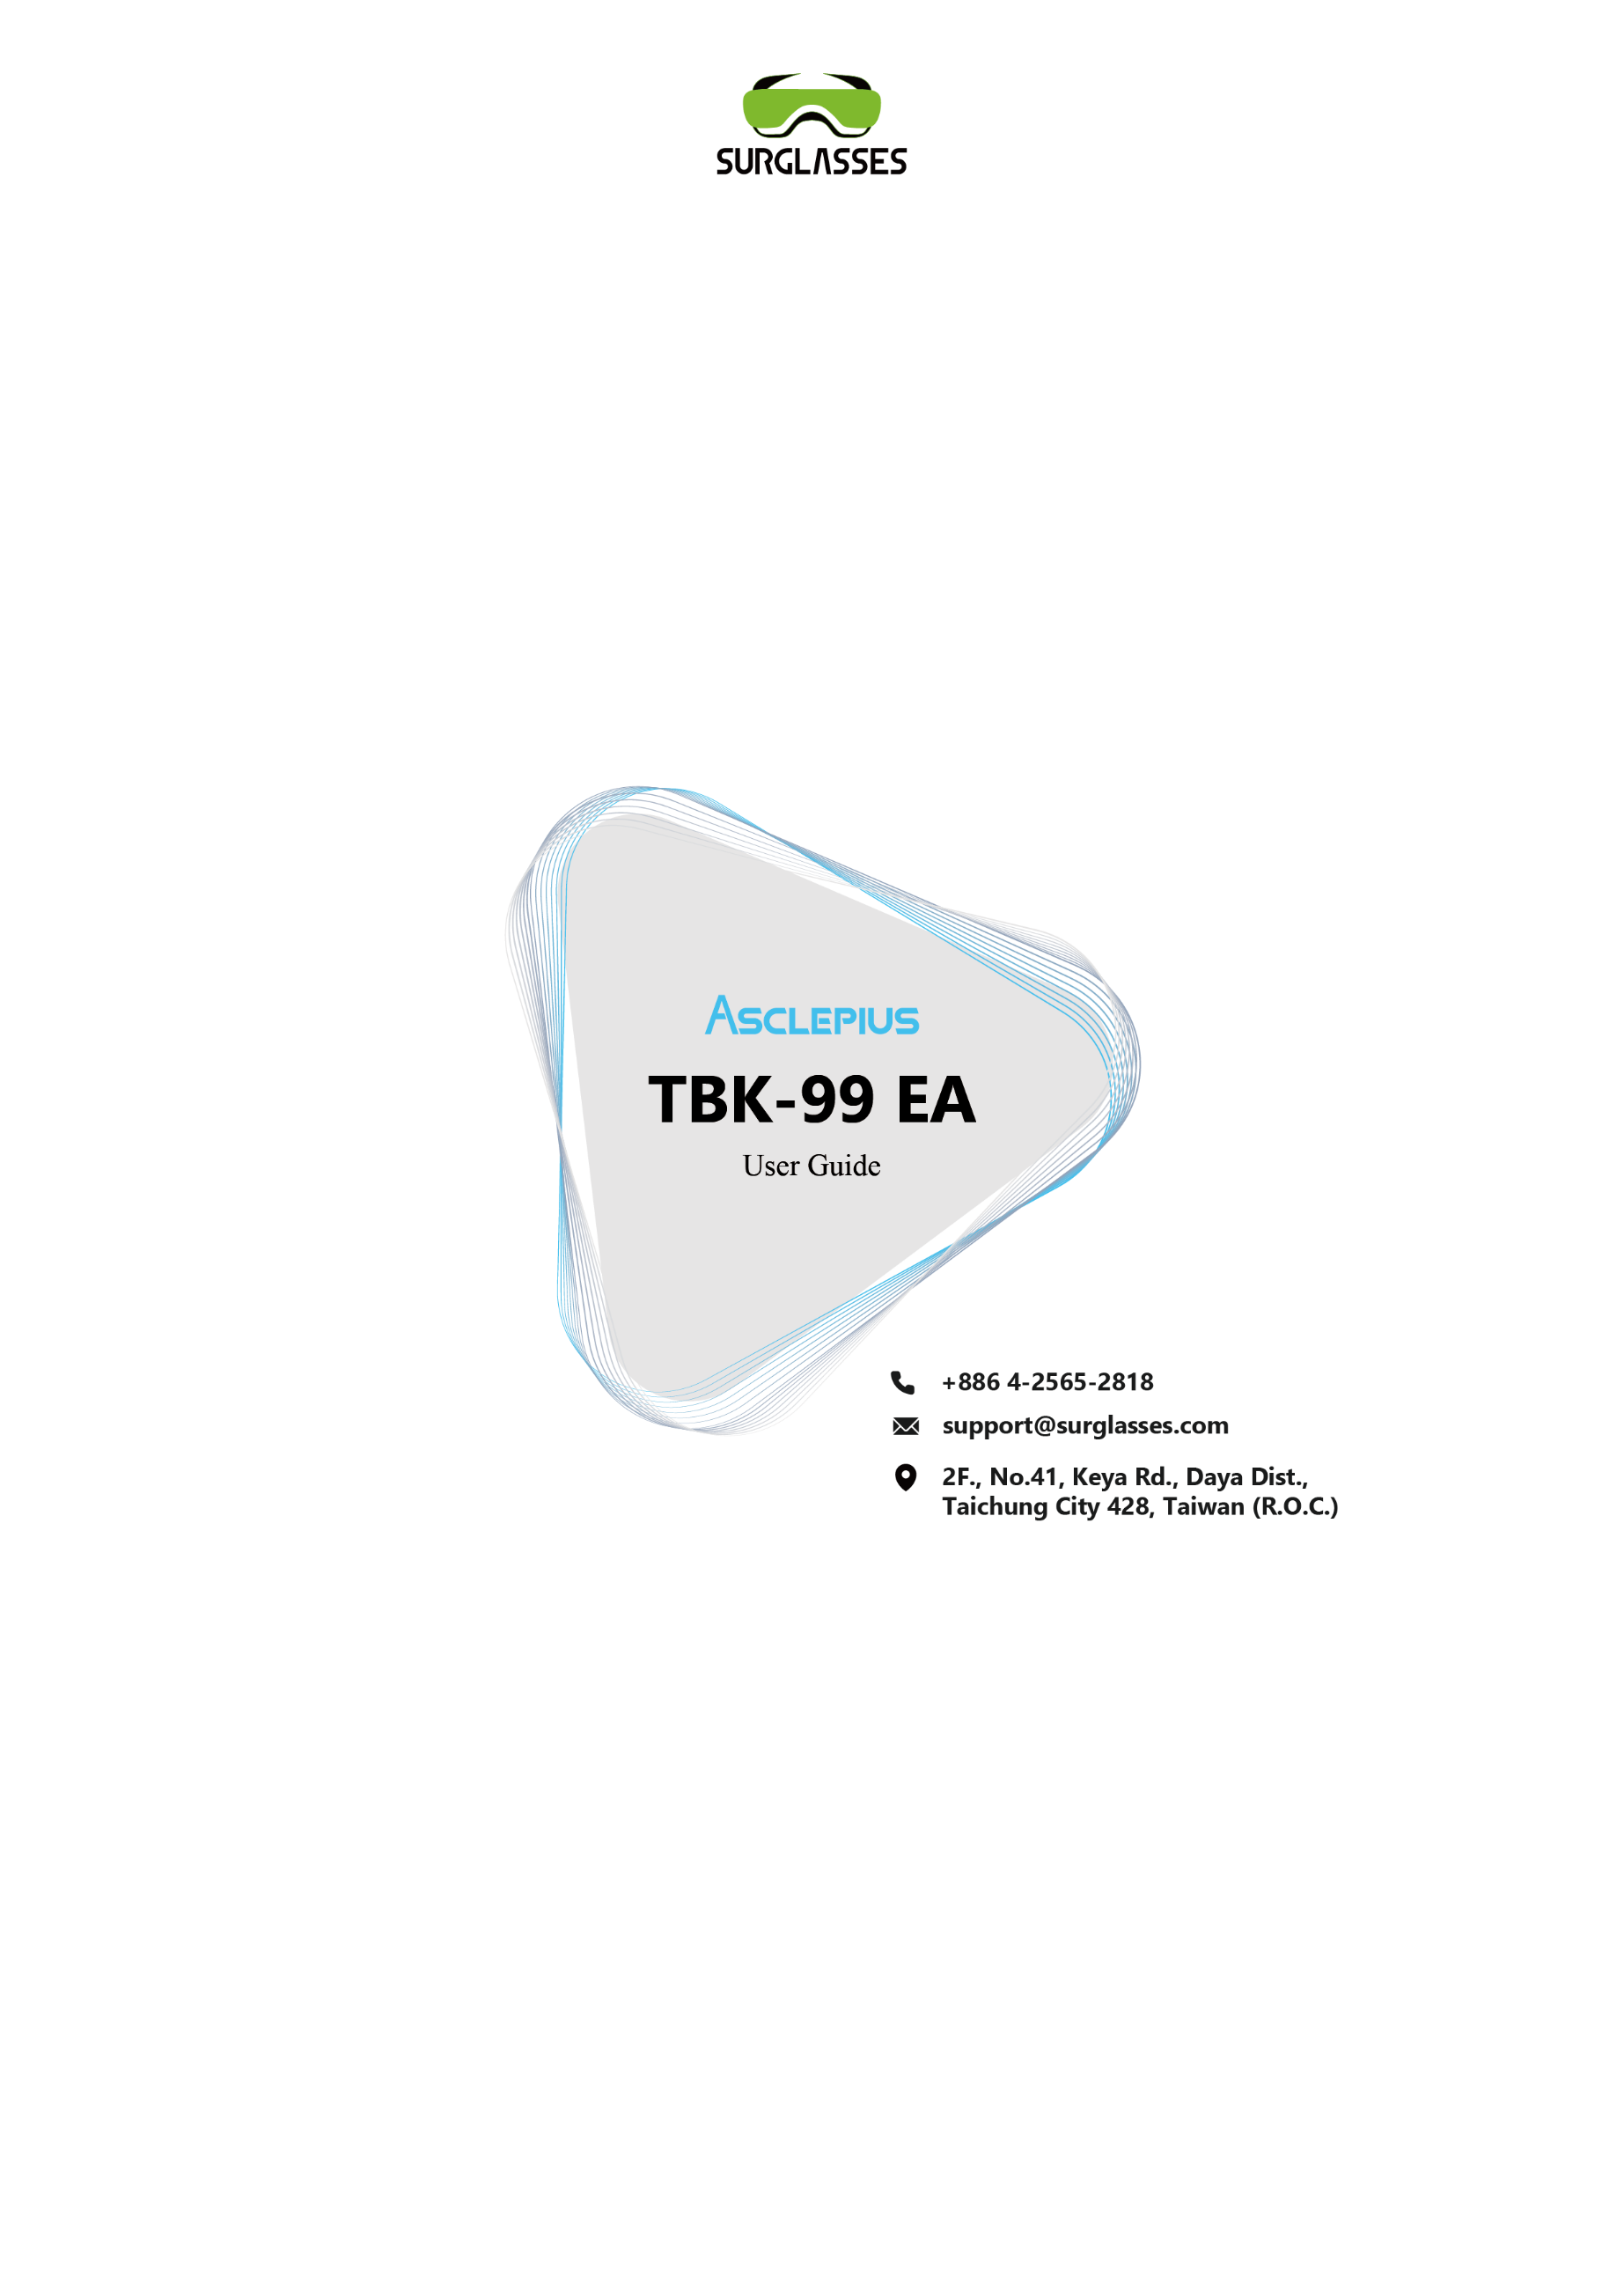 SURGLASSES
ASCLEPIUS
TBK-99 EA
User Guide
+886 4-2565-2818
support@surglasses.com
2F., No.41, Keya Rd., Daya Dist.,
Taichung City 428, Taiwan (R.O.C.)